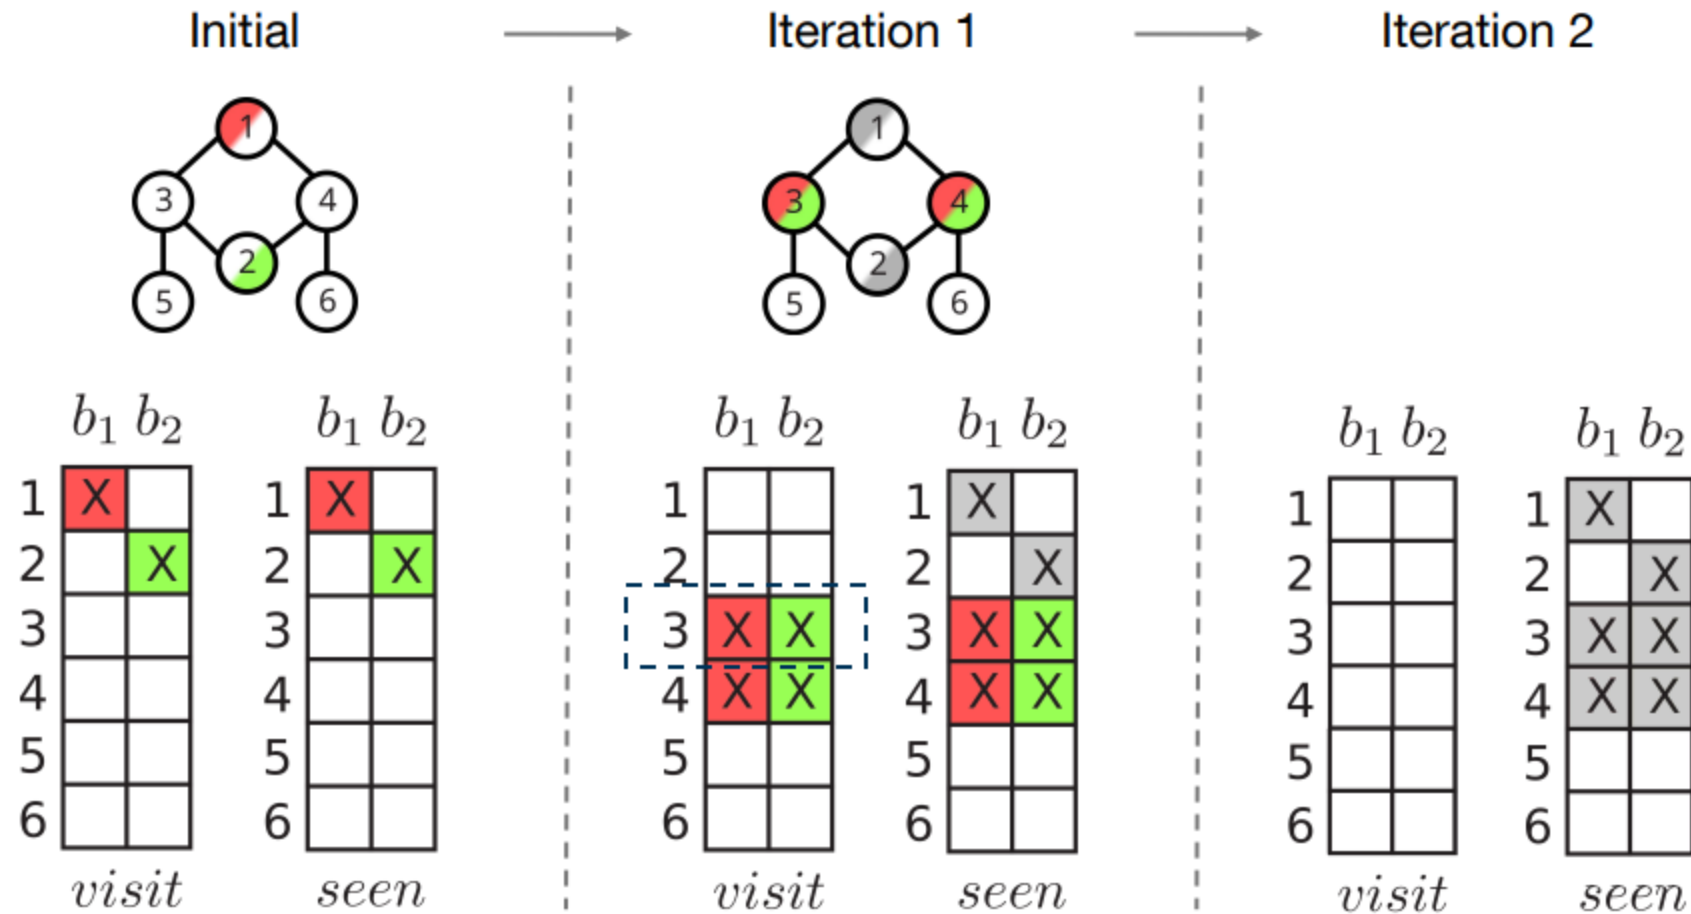 Initial Iteration 1 Iteration 2
1
3 4
2
5 6
1
3 4
2
5 6
b₁ b₂ b₁ b₂ b₁ b₂ b₁ b₂ b₁ b₂ b₁ b₂
1 X 1 X 1 1 X 1 1 X
2 X 2 X 2 2 X 2 2 X
3 3 3 X X 3 X X 3 3 X X
4 4 4 X X 4 X X 4 4 X X
5 5 5 5 5 5
6 6 6 6 6 6
visit seen visit seen visit seen